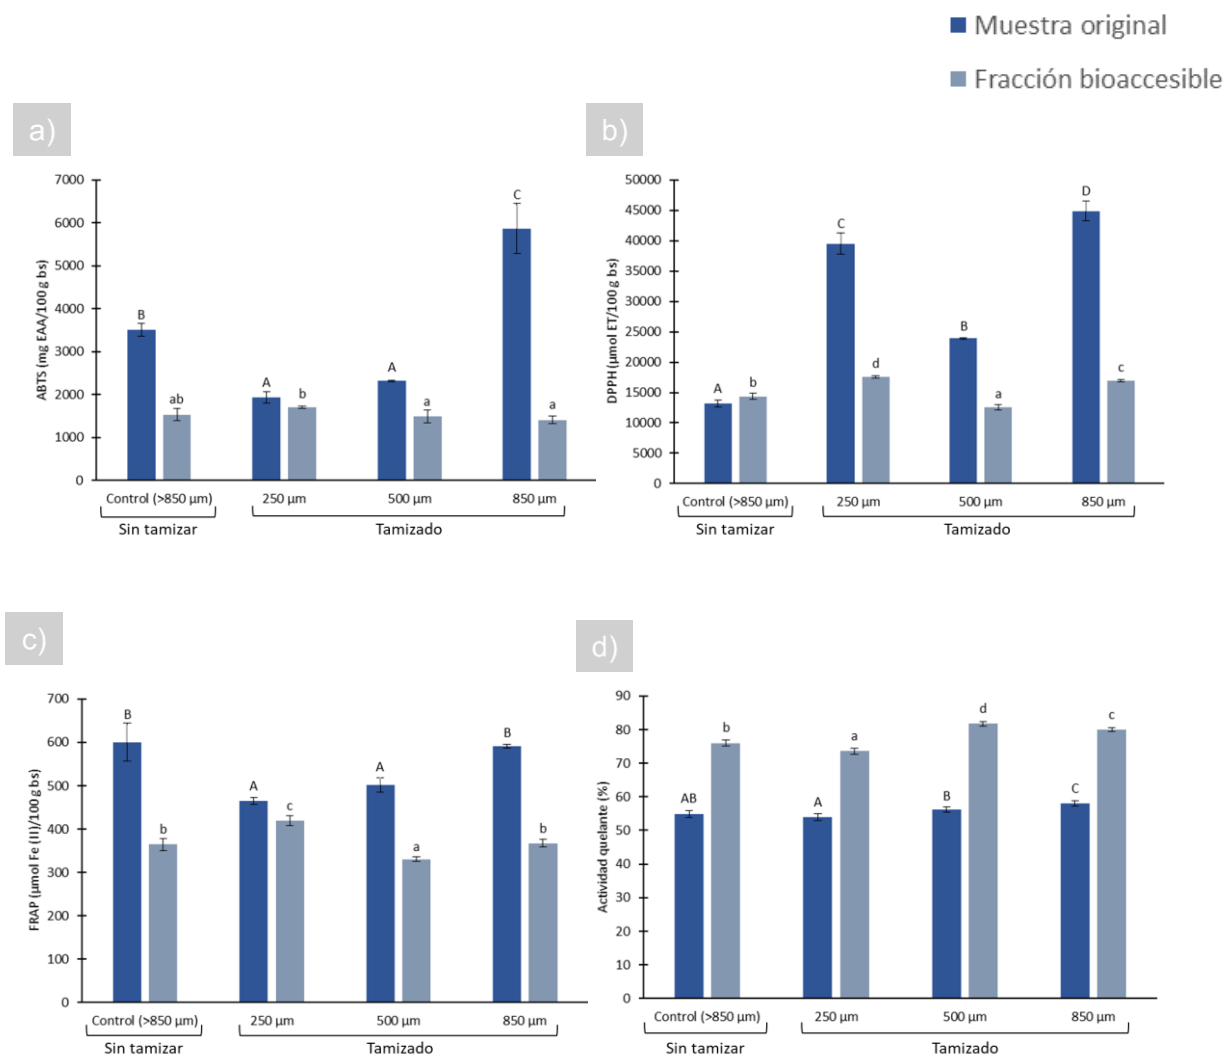 Muestra original
Fracción bioaccesible
a)
ABTS (mg EAA/100 g bs)
7000
6000
5000
4000
3000
2000
1000
0
B
ab
A
b
A
a
C
a
Control (>850 µm)
250 µm
500 µm
850 µm
Sin tamizar
Tamizado
b)
DPPH (µmol ET/100 g bs)
50000
45000
40000
35000
30000
25000
20000
15000
10000
5000
0
A
b
C
d
B
a
D
c
Control (>850 µm)
250 µm
500 µm
850 µm
Sin tamizar
Tamizado
c)
FRAP (µmol Fe (II)/100 g bs)
700
600
500
400
300
200
100
0
B
b
A
c
A
a
B
b
Control (>850 µm)
250 µm
500 µm
850 µm
Sin tamizar
Tamizado
d)
Actividad quelante (%)
90
80
70
60
50
40
30
20
10
0
AB
b
A
a
B
d
C
c
Control (>850 µm)
250 µm
500 µm
850 µm
Sin tamizar
Tamizado